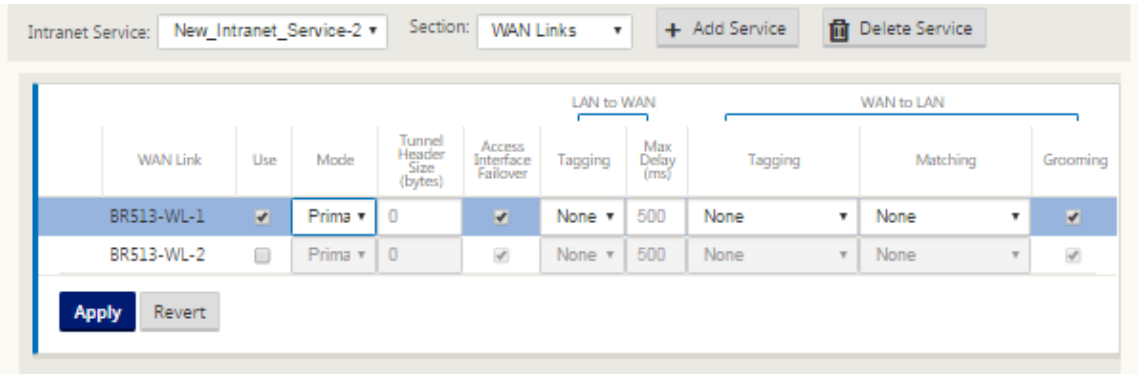 Intranet Service: New_Intranet_Service-2 Section: WAN Links + Add Service Delete Service
LAN to WAN WAN to LAN
WAN Link Use Mode Tunnel Header Size (bytes) Access Interface Failover Tagging Max Delay (ms) Tagging Matching Grooming
BR513-WL-1 Prima 0 None 500 None None
BR513-WL-2 Prima 0 None 500 None None
Apply Revert